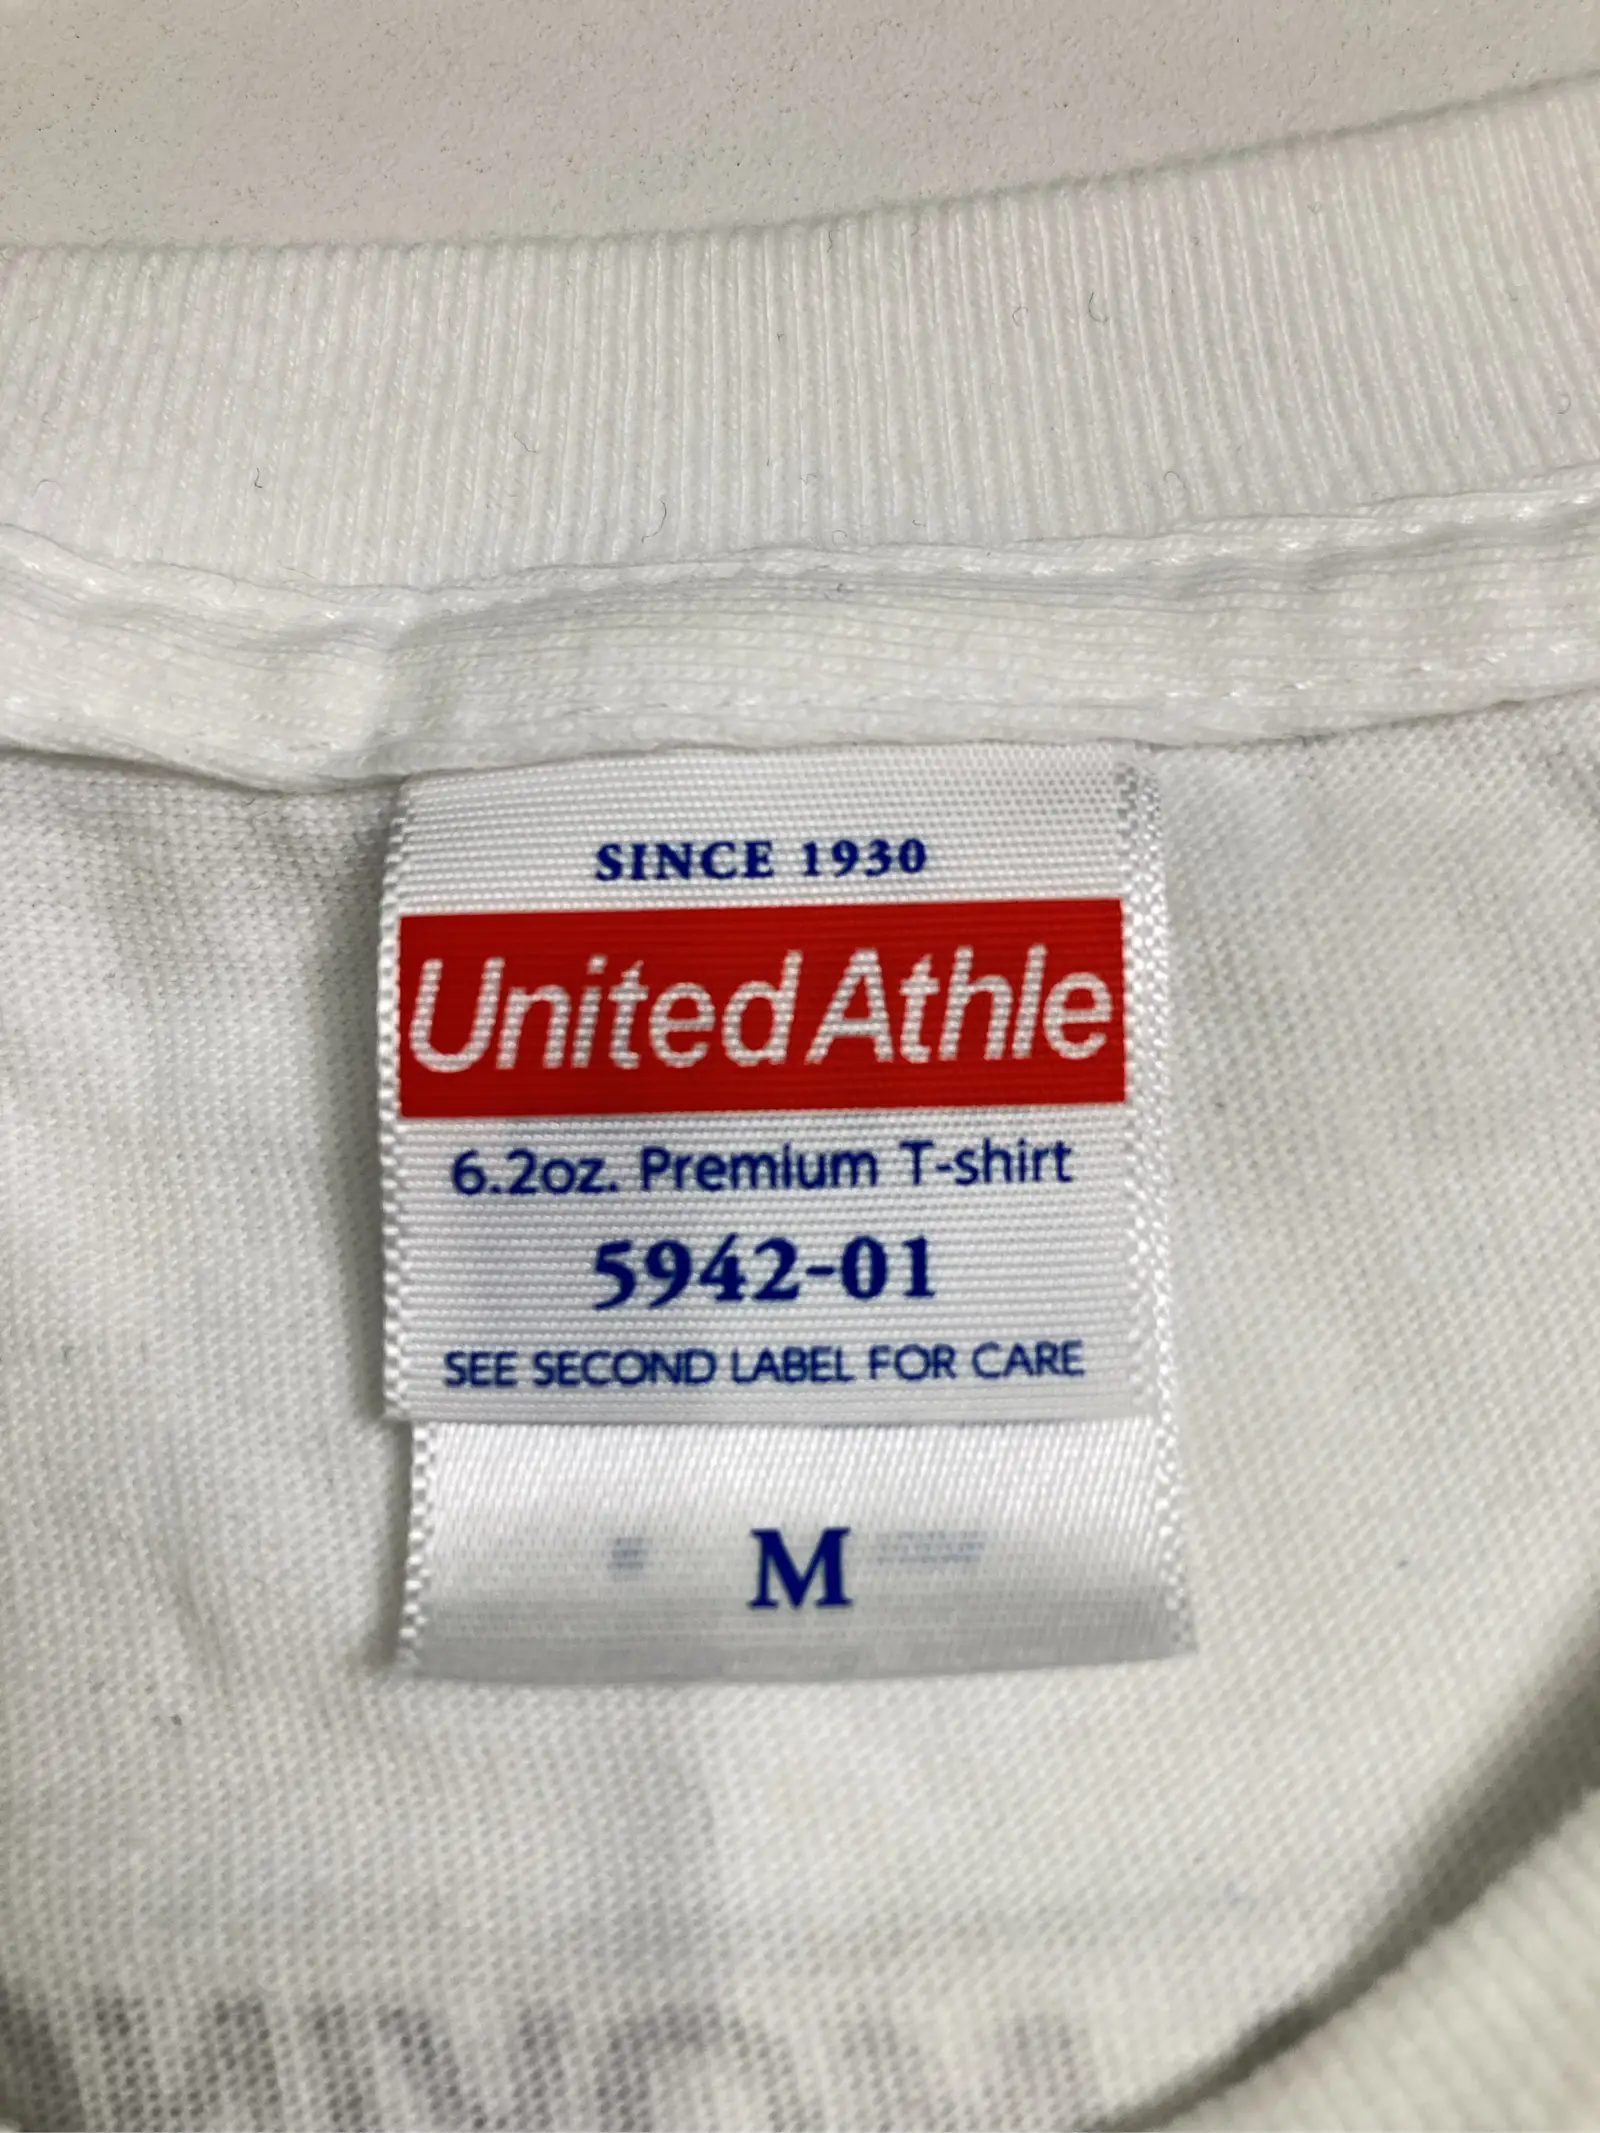 SINCE 1930
United Athle
6.2oz. Premium T-shirt
5942-01
SEE SECOND LABEL FOR CARE
M